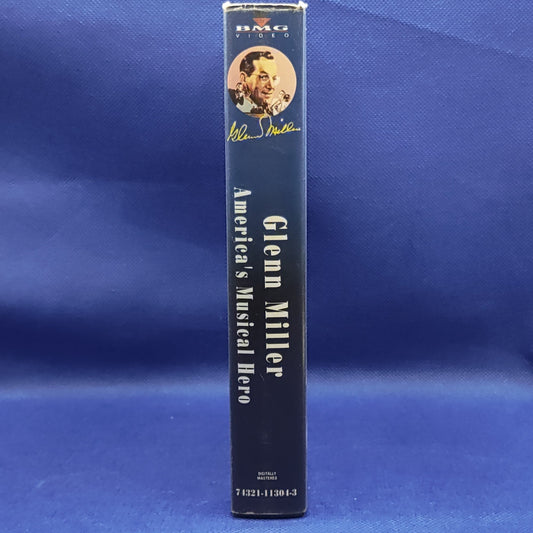 BMG
VIDEO
Glenn Miller
Glenn Miller
America's Musical Hero
DIGITALLY
MASTERED
74321-11304-3